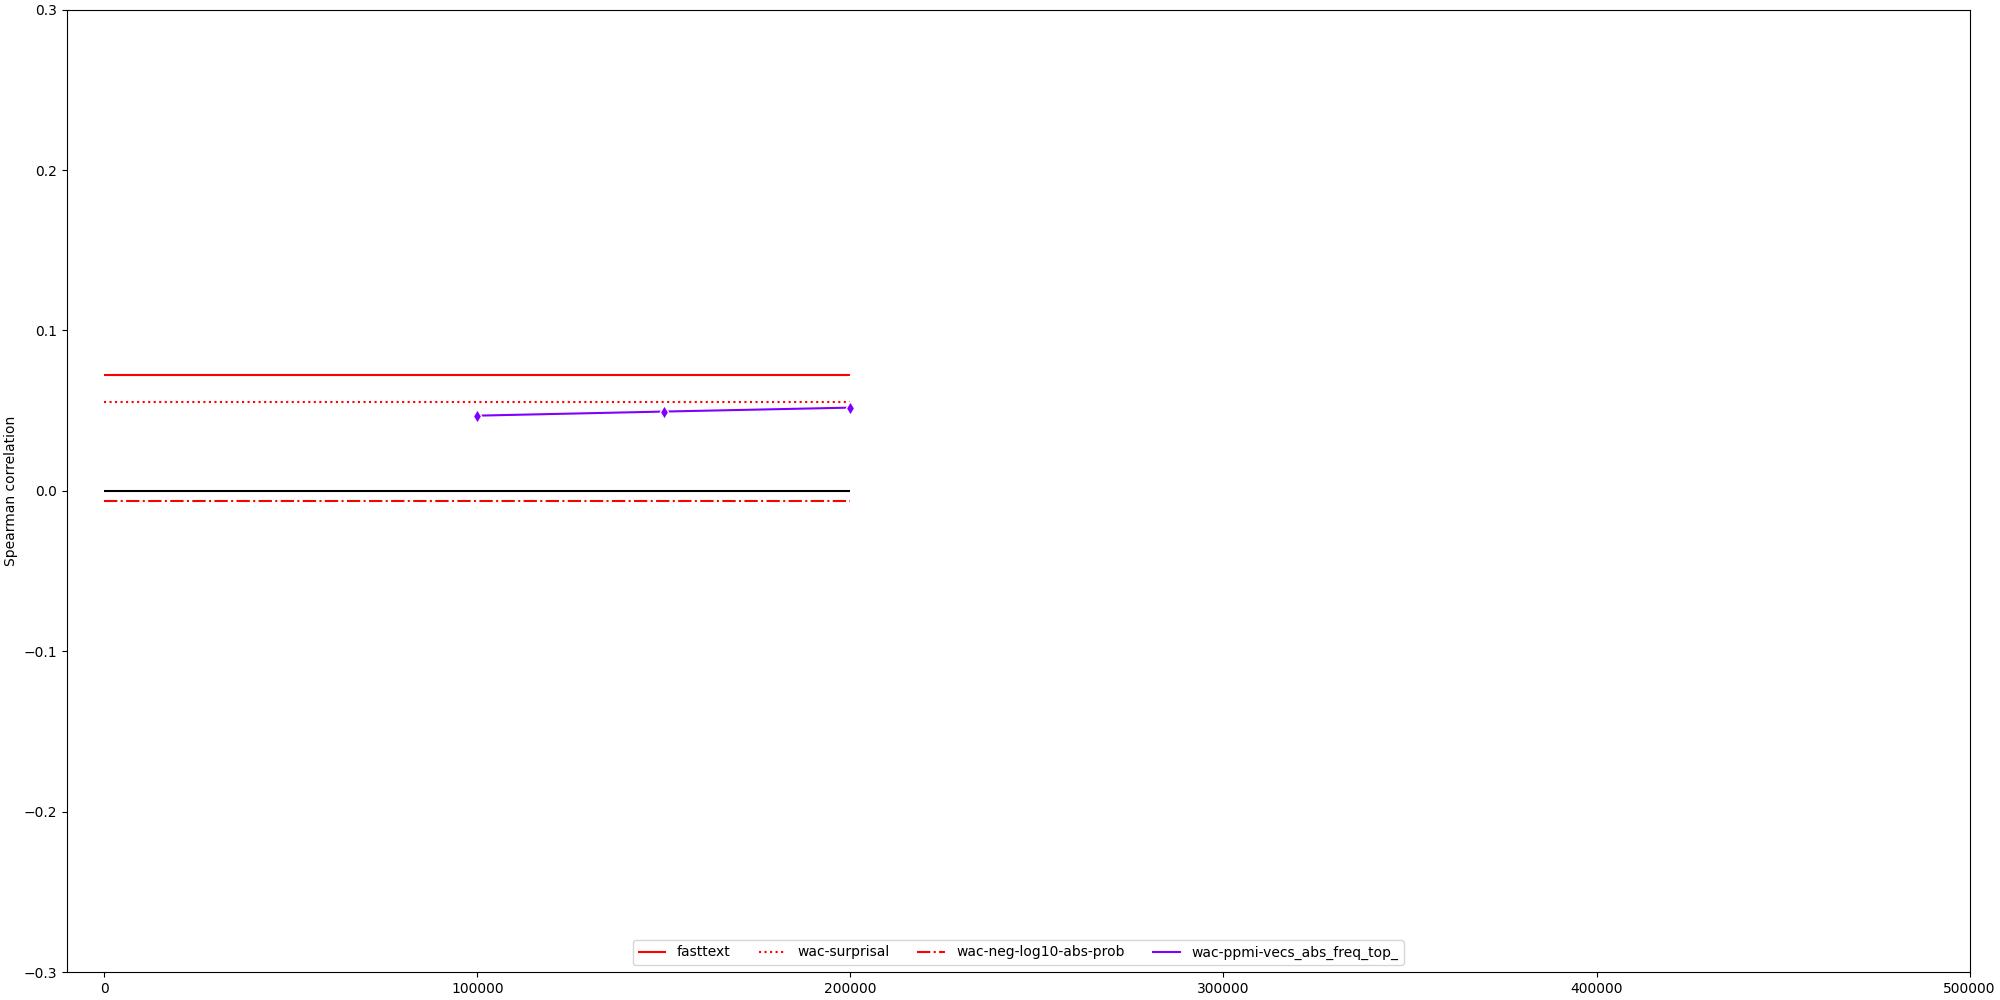 0.3
0.2
0.1
0.0
−0.1
−0.2
−0.3
Spearman correlation
fasttext wac-surprisal wac-neg-log10-abs-prob wac-ppmi-vecs_abs_freq_top_
0 100000 200000 300000 400000 500000